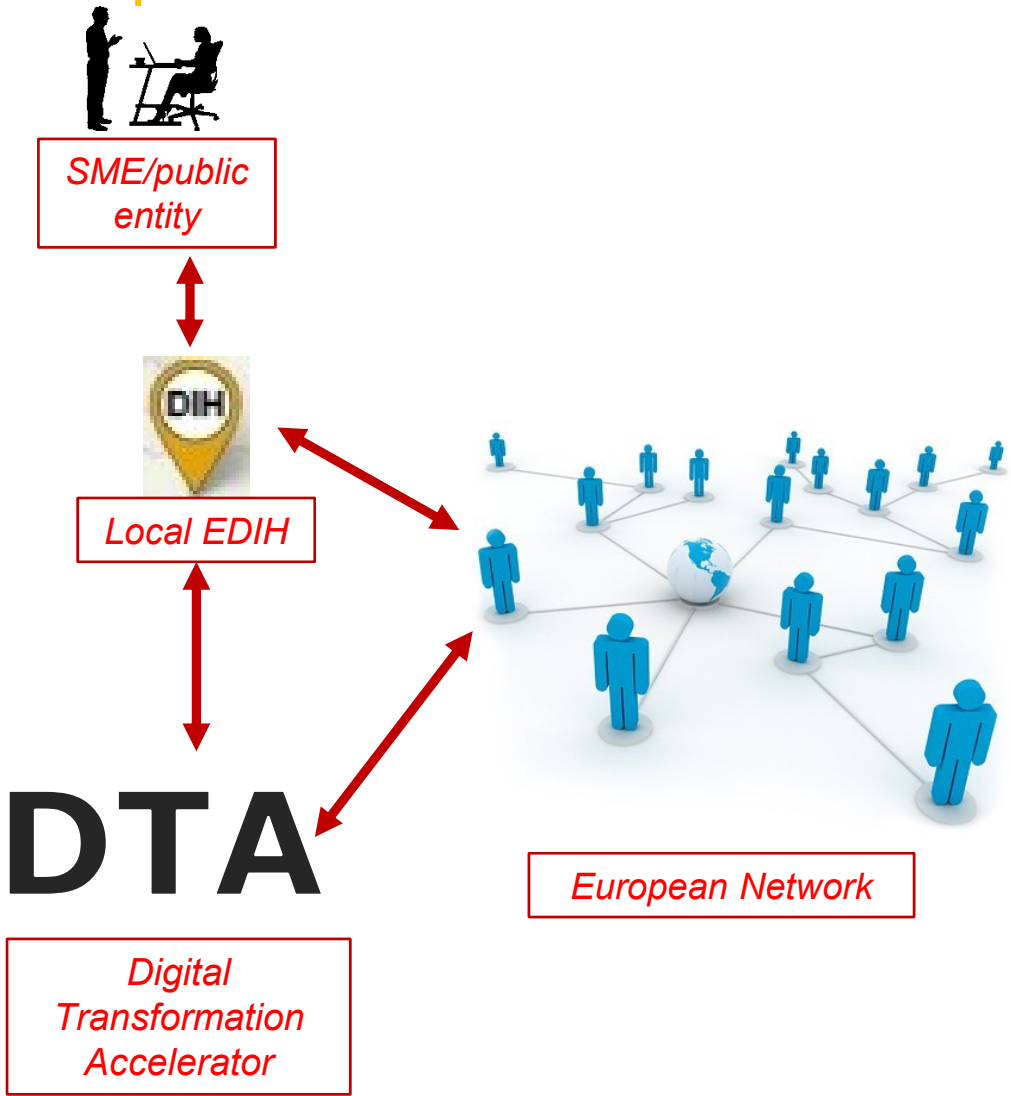 SME/public
entity
DIH
Local EDIH
DTA
European Network
Digital
Transformation
Accelerator